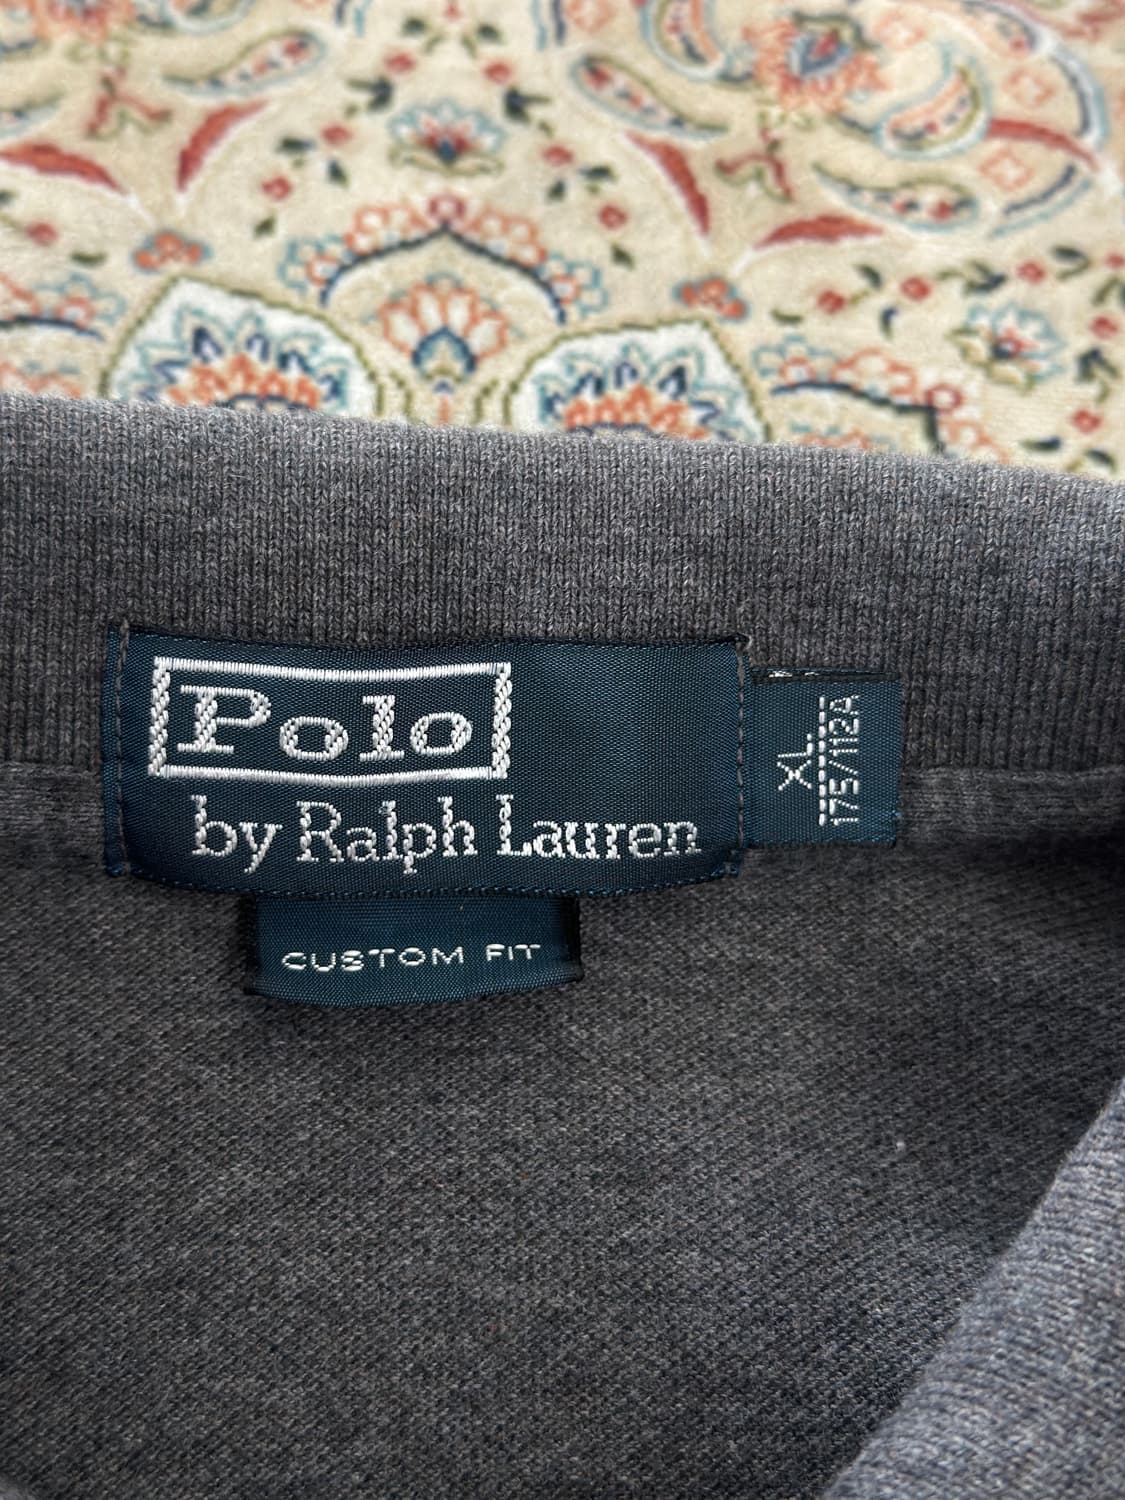 Polo
by Ralph Lauren
XL
175/112A
CUSTOM FIT